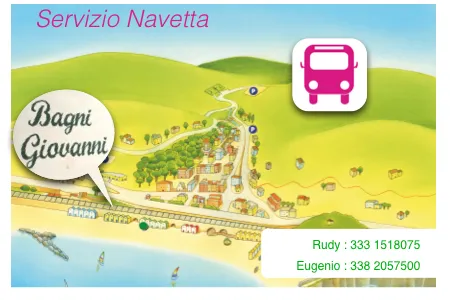 Servizio Navetta
Bagni
Giovanni
P
P
Rudy : 333 1518075
Eugenio : 338 2057500